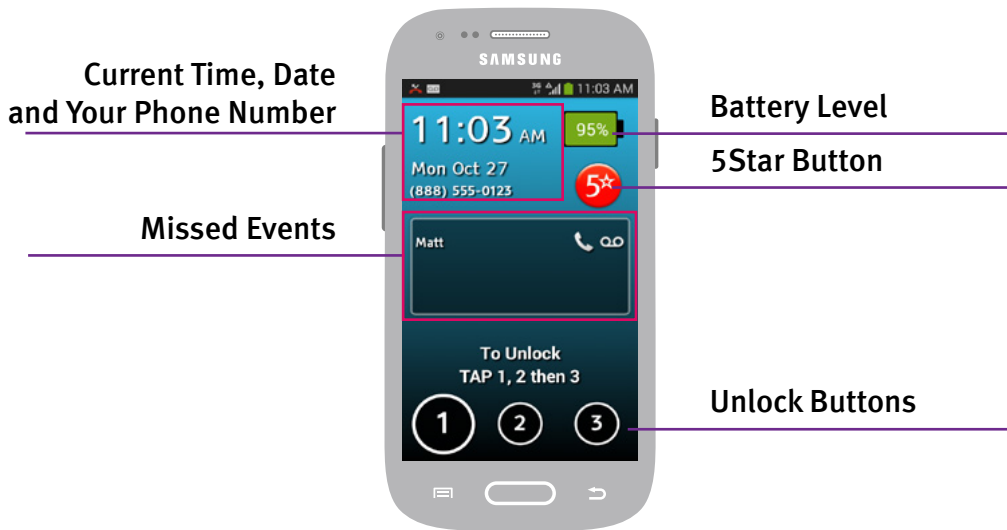 Current Time, Date
and Your Phone Number
Missed Events
SAMSUNG
3G 11:03 AM
11:03 AM
95%
Mon Oct 27
(888) 555-0123
5☆
Matt
To Unlock
TAP 1, 2 then 3
1 2 3
Battery Level
5Star Button
Unlock Buttons